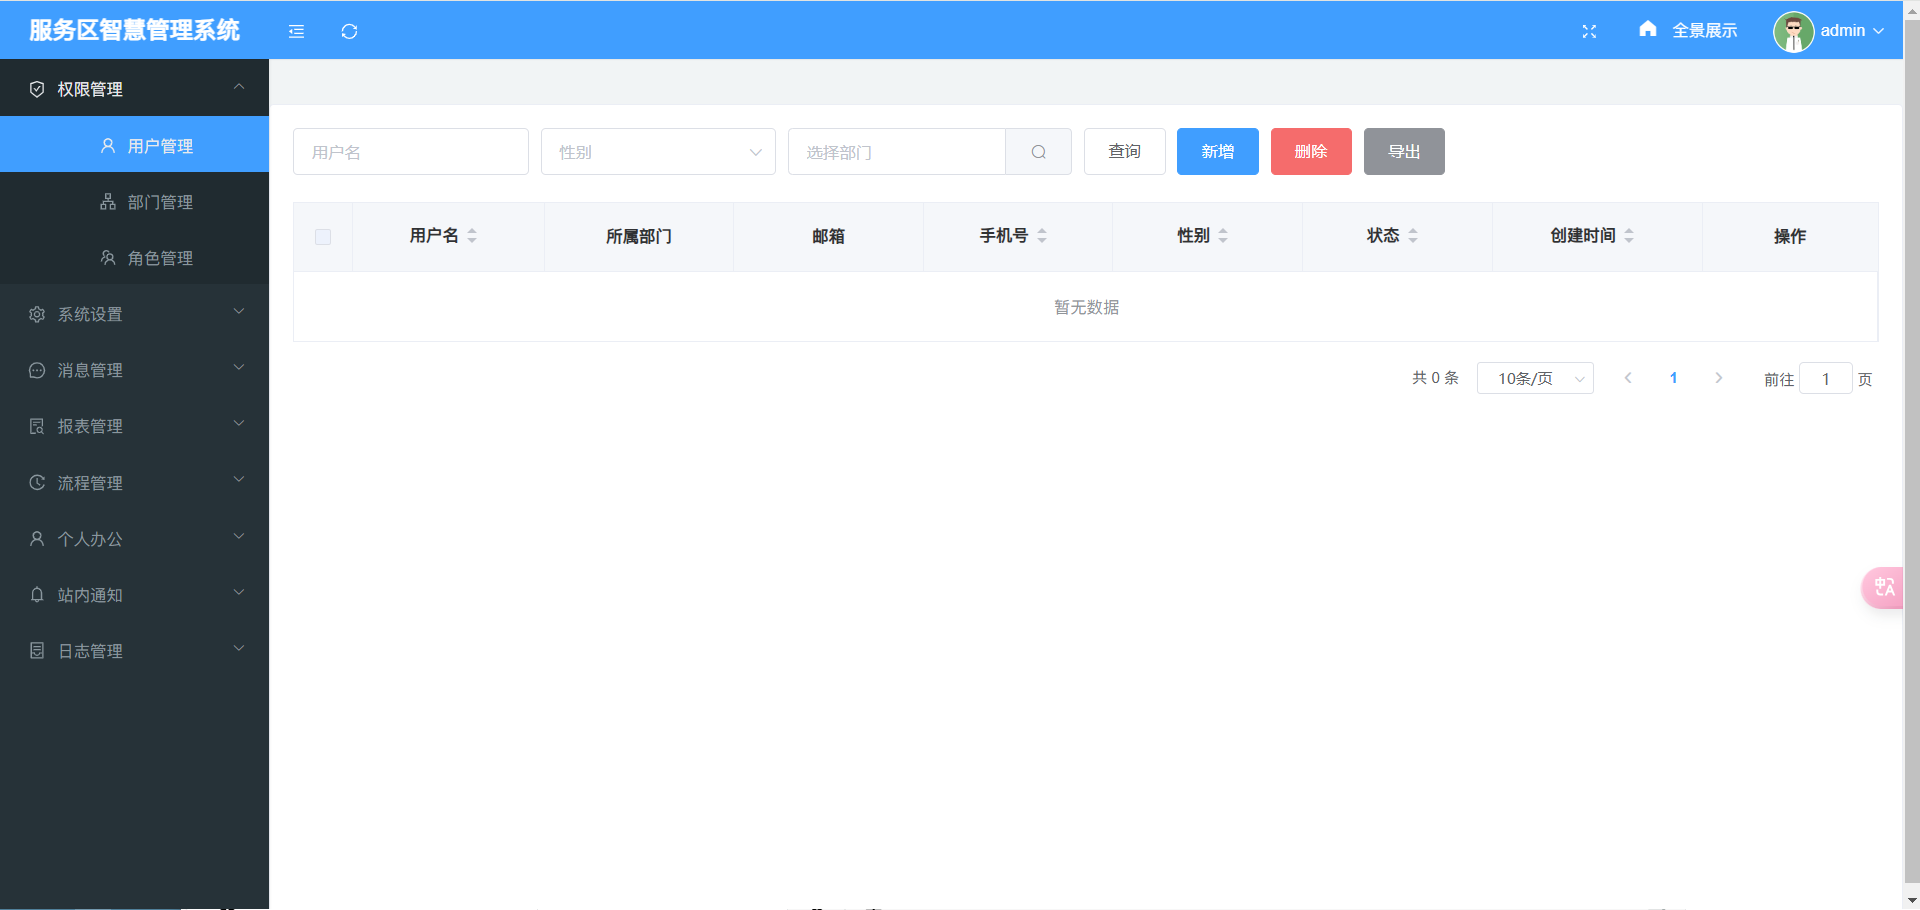 服务区智慧管理系统
全景展示
admin
权限管理
用户管理
部门管理
角色管理
系统设置
消息管理
报表管理
流程管理
个人办公
站内通知
日志管理
用户名 性别 选择部门 查询 新增 删除 导出
用户名 所属部门 邮箱 手机号 性别 状态 创建时间 操作
暂无数据
共 0 条 10条/页 1 前往 1 页
中A